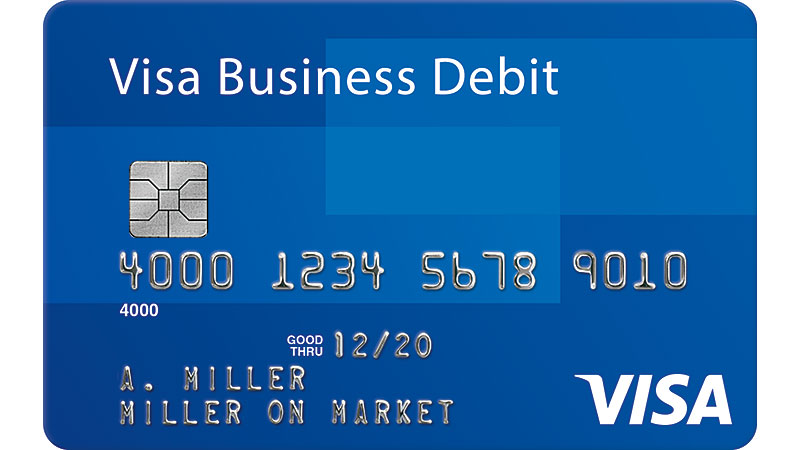 Visa Business Debit
4000 1234 5678 9010
4000
GOOD
THRU 12/20
A. MILLER
MILLER ON MARKET
VISA